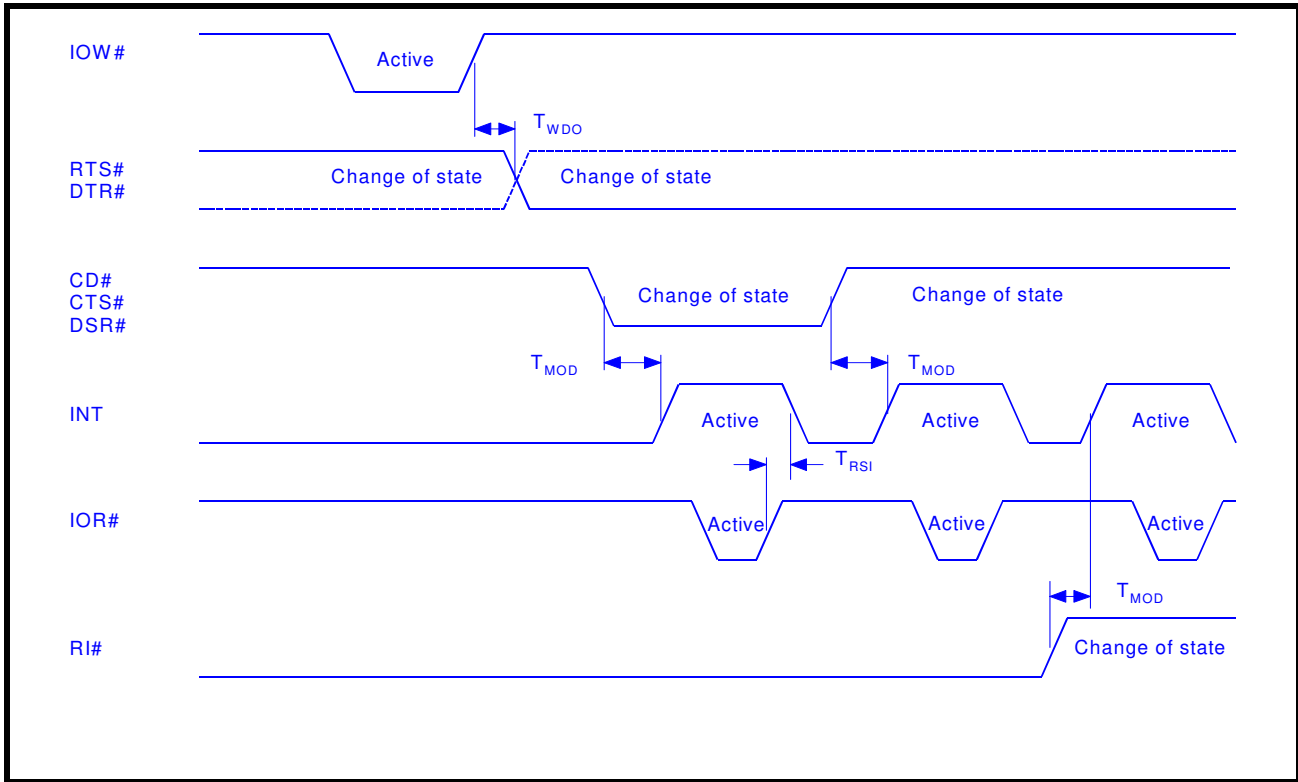 IOW#
Active
TWDO
RTS#
DTR#
Change of state
Change of state
CD#
CTS#
DSR#
Change of state
Change of state
TMOD
TMOD
INT
Active
Active
Active
TRSI
IOR#
Active
Active
Active
TMOD
RI#
Change of state